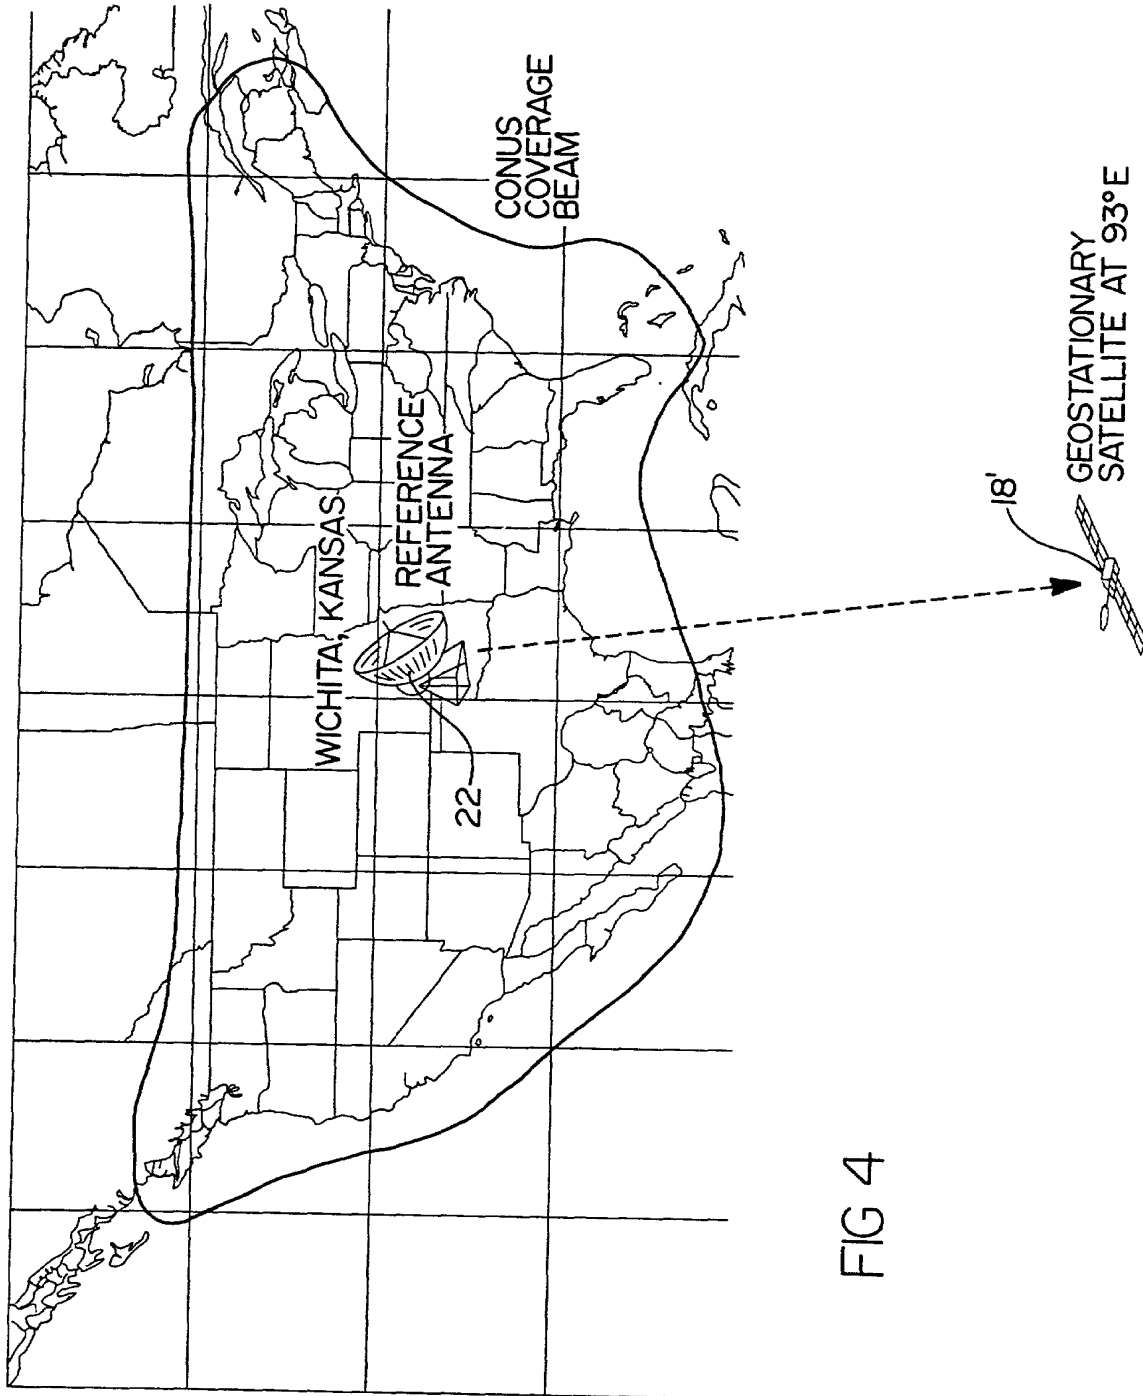 WICHITA, KANSAS
REFERENCE
ANTENNA
22
CONUS
COVERAGE
BEAM
18'
GEOSTATIONARY
SATELLITE AT 93°E
FIG 4